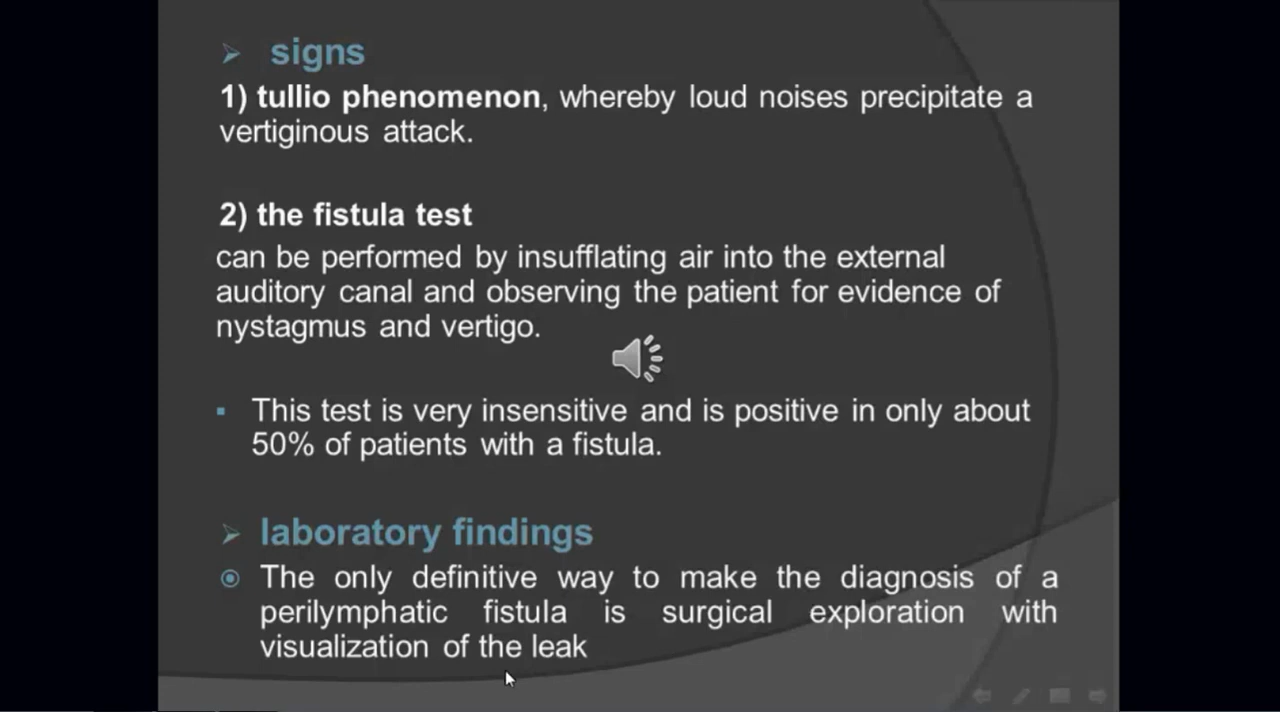 signs
1) tullio phenomenon, whereby loud noises precipitate a
vertiginous attack.
2) the fistula test
can be performed by insufflating air into the external
auditory canal and observing the patient for evidence of
nystagmus and vertigo.
This test is very insensitive and is positive in only about
50% of patients with a fistula.
laboratory findings
The only definitive way to make the diagnosis of a
perilymphatic fistula is surgical exploration with
visualization of the leak